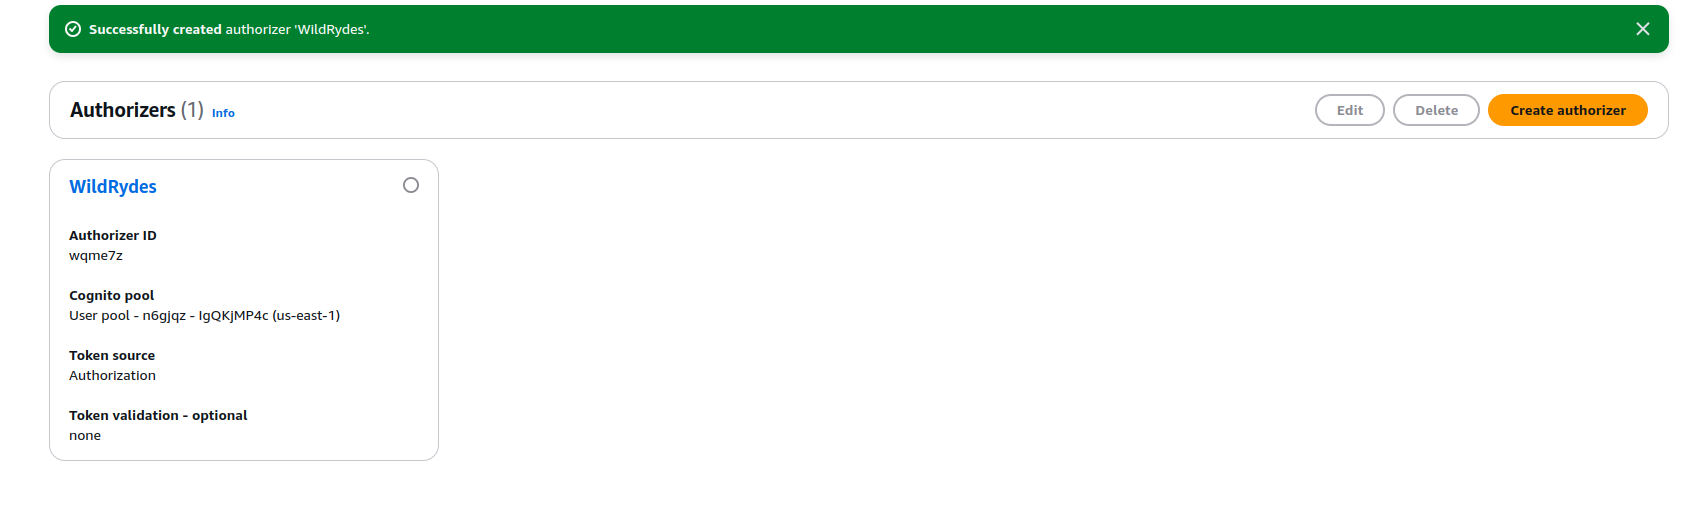 Successfully created authorizer 'WildRydes'.
Authorizers (1) Info
Edit
Delete
Create authorizer
WildRydes
Authorizer ID
wqme7z
Cognito pool
User pool - n6gjqz - IgQKjMP4c (us-east-1)
Token source
Authorization
Token validation - optional
none